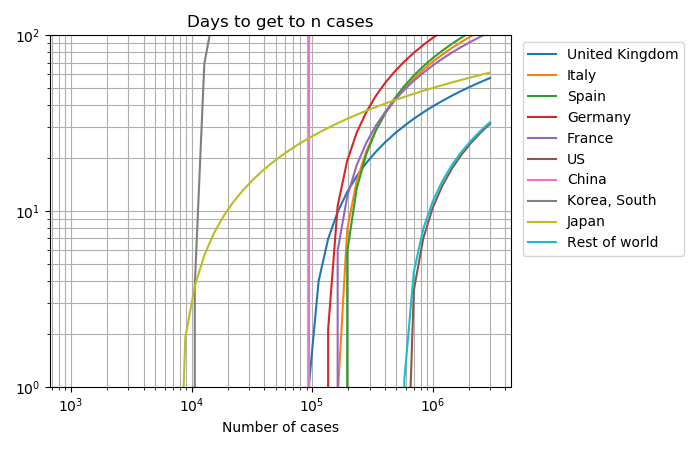 Days to get to n cases
10²
10¹
10⁰
10³
10⁴
10⁵
10⁶
Number of cases
United Kingdom
Italy
Spain
Germany
France
US
China
Korea, South
Japan
Rest of world